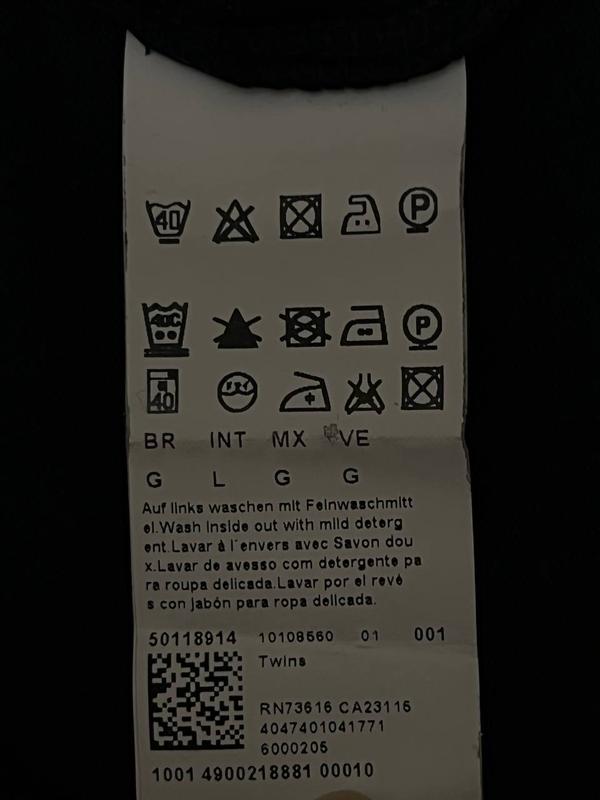 40
P
40C
P
40
BR INT MX VE
G L G G
Auf links waschen mit Feinwaschmitt
el.Wash inside out with mild deterg
ent.Lavar à l´envers avec Savon dou
x.Lavar de avesso com detergente pa
ra roupa delicada.Lavar por el revé
s con jabón para ropa delicada.
50118914 10108560 01 001
Twins
RN73616 CA23115
4047401041771
6000205
1001 4900218881 00010